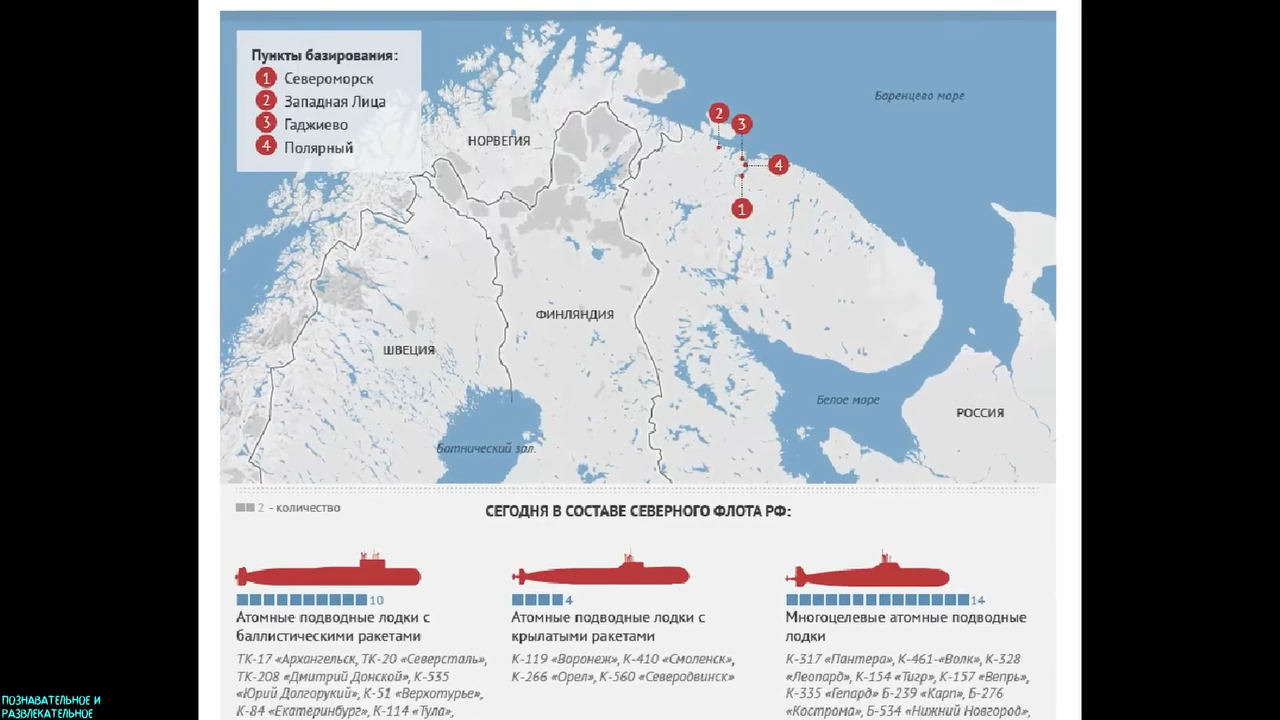 Пункты базирования:
1 Североморск
2 Западная Лица
3 Гаджиево
4 Полярный
Баренцево море
2
3
НОРВЕГИЯ
4
1
ФИНЛЯНДИЯ
ШВЕЦИЯ
Белое море
РОССИЯ
Ботнический зал.
2 - количество
СЕГОДНЯ В СОСТАВЕ СЕВЕРНОГО ФЛОТА РФ:
10
Атомные подводные лодки с
баллистическими ракетами
ТК-17 «Архангельск, ТК-20 «Северсталь»,
ТК-208 «Дмитрий Донской», К-535
«Юрий Долгорукий», К-51 «Верхотурье»,
К-84 «Екатеринбург», К-114 «Тула»,
4
Атомные подводные лодки с
крылатыми ракетами
К-119 «Воронеж», К-410 «Смоленск»,
К-266 «Орел», К-560 «Северодвинск»
14
Многоцелевые атомные подводные
лодки
К-317 «Пантера», К-461-«Волк», К-328
«Леопард», К-154 «Тигр», К-157 «Вепрь»,
К-335 «Гепард» Б-239 «Карп», Б-276
«Кострома», Б-534 «Нижний Новгород»,
ПОЗНАВАТЕЛЬНОЕ И
РАЗВЛЕКАТЕЛЬНОЕ